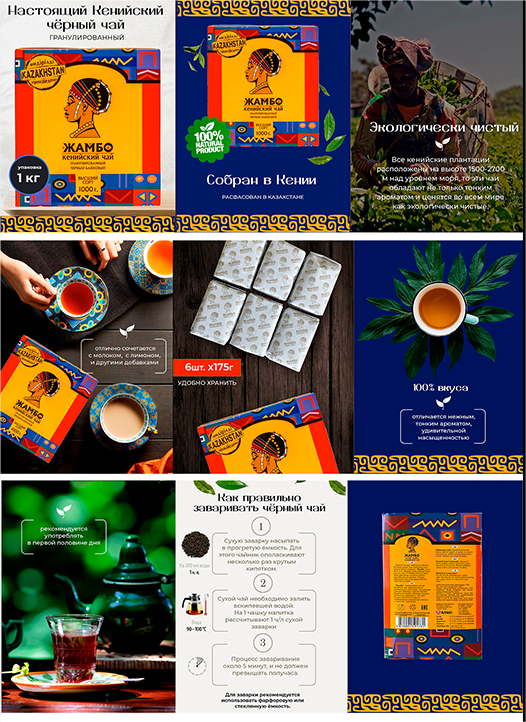 Настоящий Кенийский
чёрный чай
ГРАНУЛИРОВАННЫЙ
KAZAKHSTAN
ЖАМБО
КЕНИЙСКИЙ ЧАЙ
ГРАНУЛИРОВАННЫЙ
ВЫСШИЙ
СОРТ
1000 г.
упаковка
1 кг
KAZAKHSTAN
ЖАМБО
КЕНИЙСКИЙ ЧАЙ
ГРАНУЛИРОВАННЫЙ
ВЫСШИЙ
СОРТ
1000г.
100%
NATURAL
PRODUCT
Собран в Кении
РАСФАСОВАН В КАЗАХСТАНЕ
Экологически чистый
Все кенийские плантации
расположены на высоте 1500-2700
м над уровнем моря, то эти чаи
обладают не только тонким
ароматом и ценятся во всем мире
как экологически чистые.
отлично сочетается
с молоком, с лимоном,
и другими добавками
KAZAKHSTAN
ЖАМБО
6шт. х175г
УДОБНО ХРАНИТЬ
KAZAKHSTAN
100% вкуса
отличается нежным,
тонким ароматом,
удивительной
насыщенностью
рекомендуется
употреблять
в первой половине дня
Как правильно
заваривать чёрный чай
1
Сухую заварку насыпать
в прогретую ёмкость. Для
этого чайник ополаскивают
несколько раз крутым
кипятком.
На 200 мл воды
1 ч.л.
2
Сухой чай необходимо залить
вскипевшей водой.
На 1 чашку напитка
рассчитывают 1 ч/л сухой
заварки
Вода
90-100°C
3
Процесс заваривания
около 5 минут, и не должен
превышать получаса.
Для заварки рекомендуется
использовать фарфоровую или
стеклянную ёмкость.
ЖАМБО